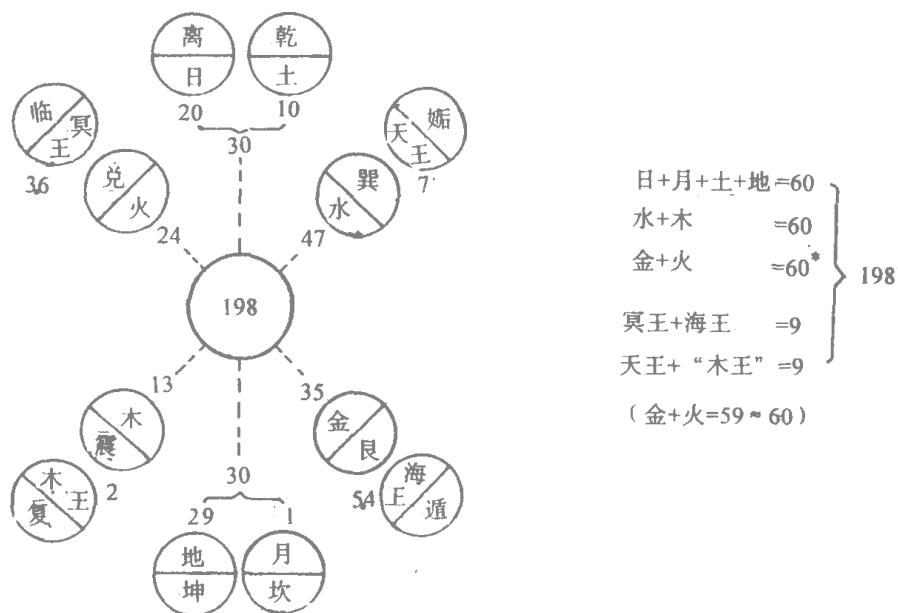 离 乾
日 土
20 10
30
临 冥王
36
兑 火
24
姤 天王
7
巽 水
47
198
13
木 震
2
木王 复
35
金 艮
54
海王 遁
30
29 1
地 月
坤 坎
日+月+土+地=60
水+木 =60
金+火 =60*
198
冥王+海王 =9
天王+“木王”=9
(金+火=59≈60)